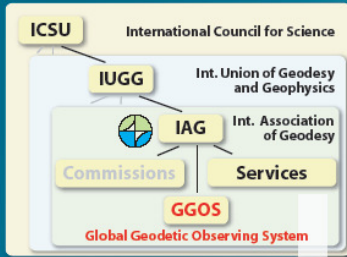 ICSU International Council for Science
IUGG Int. Union of Geodesy
and Geophysics
IAG Int. Association
of Geodesy
Commissions Services
GGOS
Global Geodetic Observing System